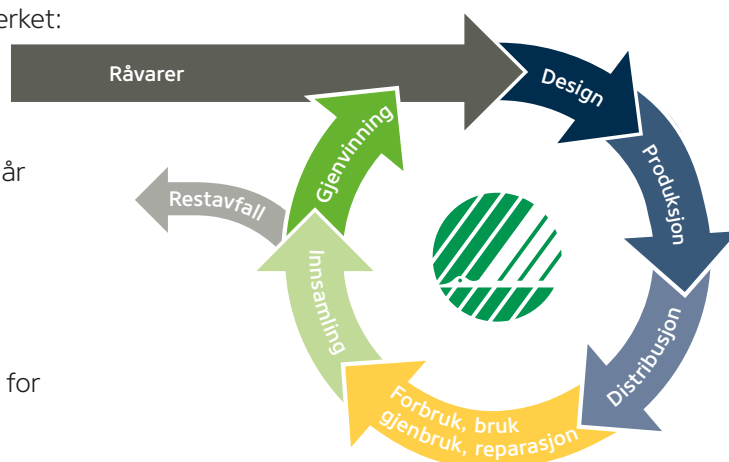 erket:
Råvarer
Design
Produksjon
Distribusjon
Forbruk, bruk
gjenbruk, reparasjon
Innsamling
Gjenvinning
Restavfall
år
for